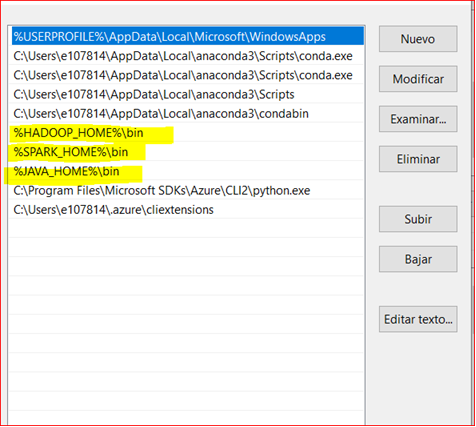 %USERPROFILE%\AppData\Local\Microsoft\WindowsApps
C:\Users\e107814\AppData\Local\anaconda3\Scripts\conda.exe
C:\Users\e107814\AppData\Local\anaconda3\Scripts\conda.exe
C:\Users\e107814\AppData\Local\anaconda3\Scripts
C:\Users\e107814\AppData\Local\anaconda3\condabin
%HADOOP_HOME%\bin
%SPARK_HOME%\bin
%JAVA_HOME%\bin
C:\Program Files\Microsoft SDKs\Azure\CLI2\python.exe
C:\Users\e107814\.azure\cliextensions
Nuevo
Modificar
Examinar...
Eliminar
Subir
Bajar
Editar texto...